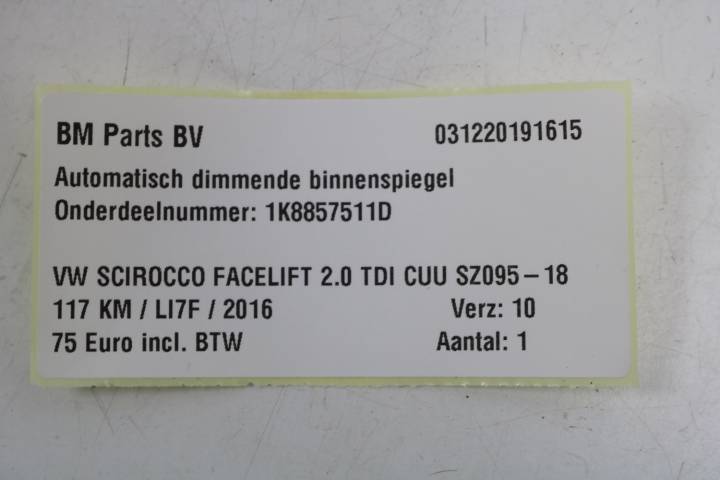 BM Parts BV 031220191615
Automatisch dimmende binnenspiegel
Onderdeelnummer: 1K8857511D
VW SCIROCCO FACELIFT 2.0 TDI CUU SZ095-18
117 KM / LI7F / 2016 Verz: 10
75 Euro incl. BTW Aantal: 1